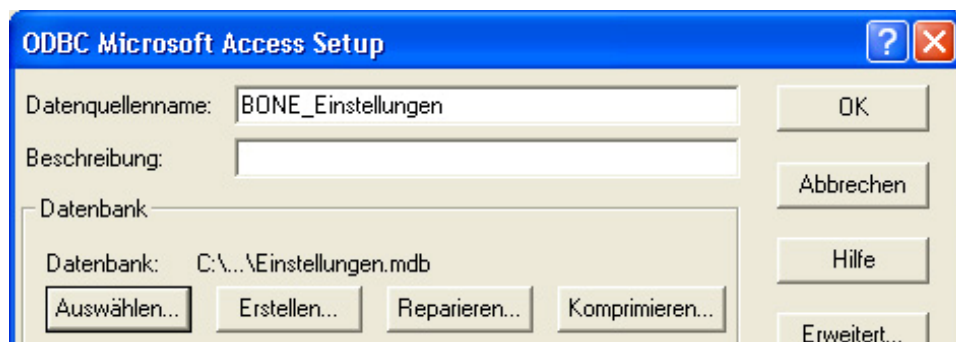 ODBC Microsoft Access Setup
Datenquellenname: BONE_Einstellungen
OK
Beschreibung:
Abbrechen
Datenbank
Datenbank: C:\...\Einstellungen.mdb
Hilfe
Auswählen... Erstellen... Reparieren... Komprimieren...
Erweitert...